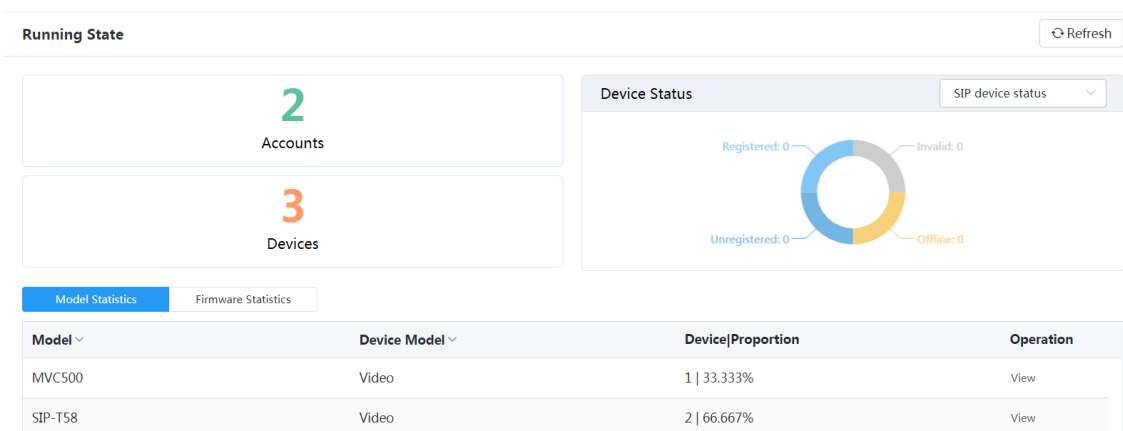 Running State
Refresh
2
Accounts
3
Devices
Device Status
SIP device status
Registered: 0
Invalid: 0
Unregistered: 0
Offline: 0
Model Statistics
Firmware Statistics
Model Device Model Device|Proportion Operation
MVC500 Video 1 | 33.333% View
SIP-T58 Video 2 | 66.667% View